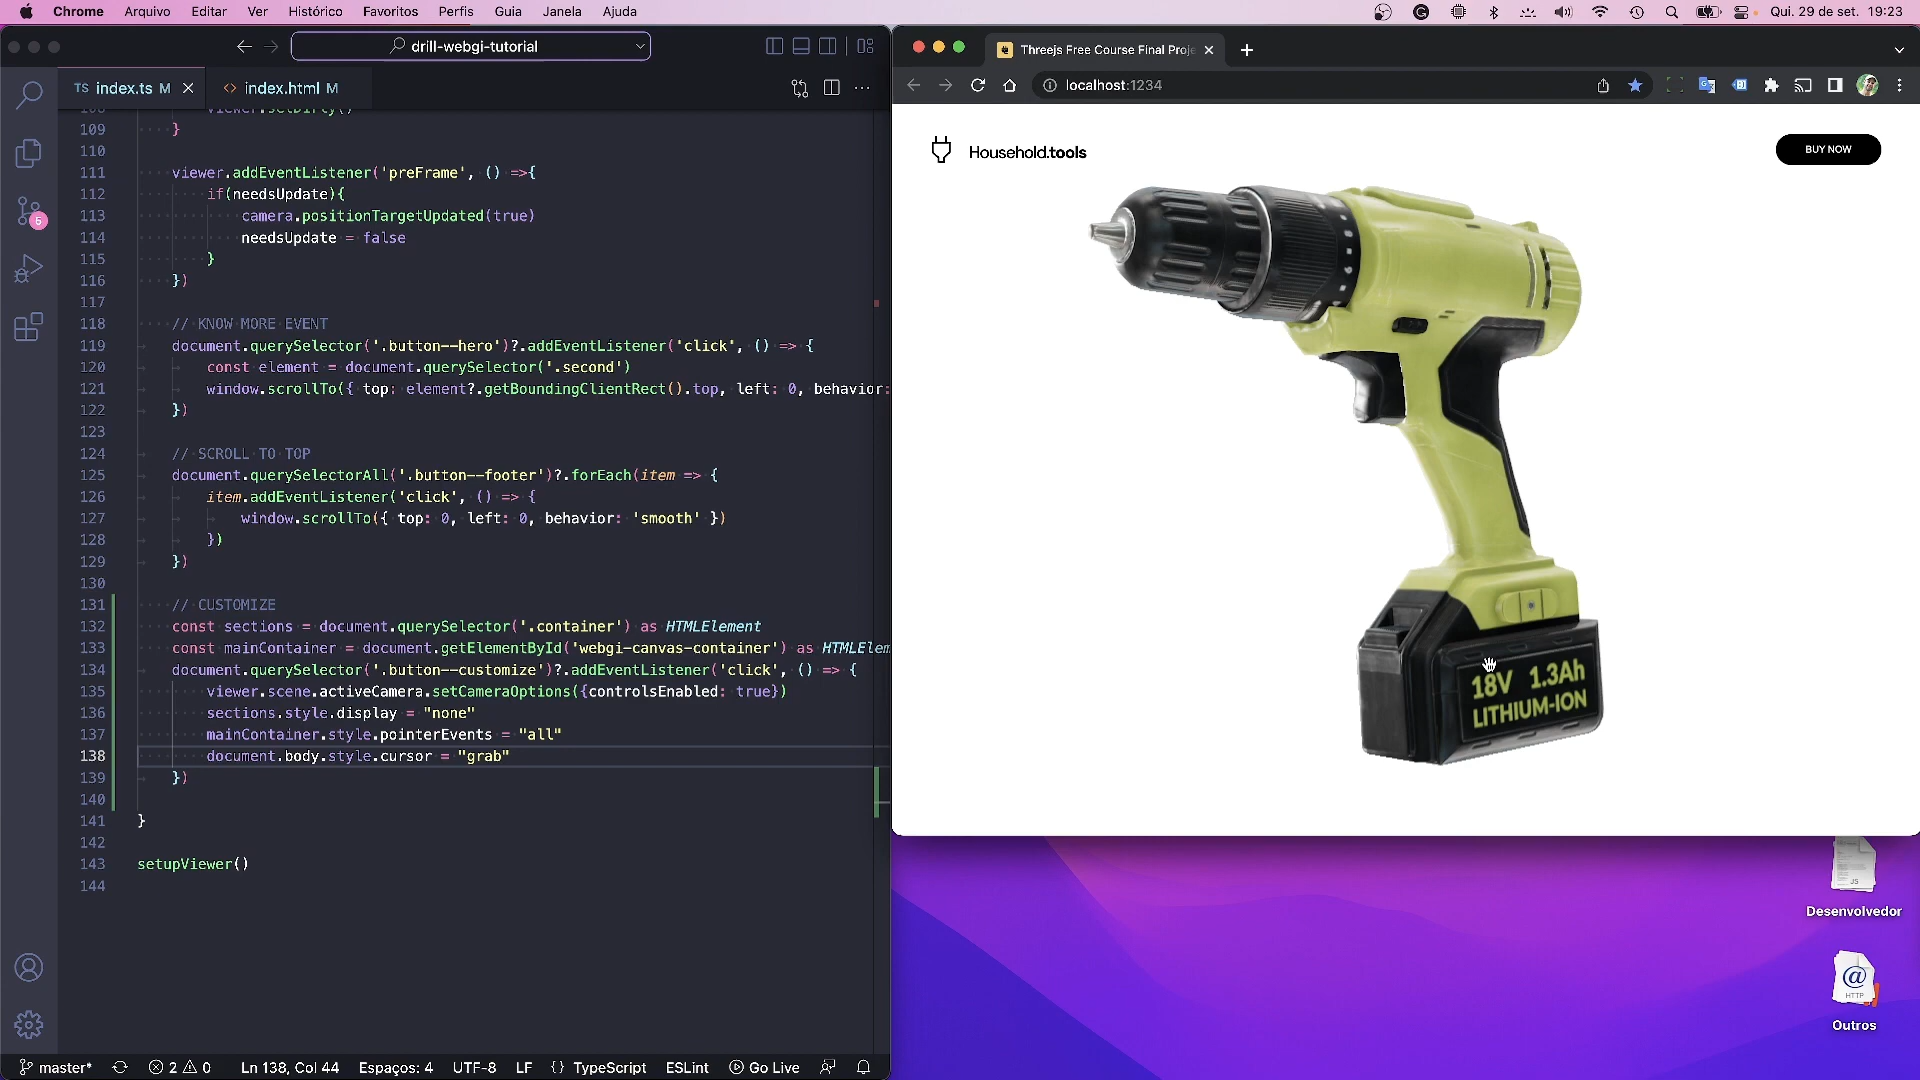 Chrome Arquivo Editar Ver Histórico Favoritos Perfis Guia Janela Ajuda
Qui. 29 de set. 19:23
drill-webgi-tutorial
TS index.ts M
<> index.html M
109 }
110
111 viewer.addEventListener('preFrame', () =>{
112 if(needsUpdate){
113 camera.positionTargetUpdated(true)
114 needsUpdate = false
115 }
116 })
117
118 // KNOW MORE EVENT
119 document.querySelector('.button--hero')?.addEventListener('click', () => {
120 const element = document.querySelector('.second')
121 window.scrollTo({ top: element?.getBoundingClientRect().top, left: 0, behavior:
122 })
123
124 // SCROLL TO TOP
125 document.querySelectorAll('.button--footer')?.forEach(item => {
126 item.addEventListener('click', () => {
127 window.scrollTo({ top: 0, left: 0, behavior: 'smooth' })
128 })
129 })
130
131 // CUSTOMIZE
132 const sections = document.querySelector('.container') as HTMLElement
133 const mainContainer = document.getElementById('webgi-canvas-container') as HTMLElem
134 document.querySelector('.button--customize')?.addEventListener('click', () => {
135 viewer.scene.activeCamera.setCameraOptions({controlsEnabled: true})
136 sections.style.display = "none"
137 mainContainer.style.pointerEvents = "all"
138 document.body.style.cursor = "grab"
139 })
140
141 }
142
143 setupViewer()
144
5
master* 2 0 Ln 138, Col 44 Espaços: 4 UTF-8 LF {} TypeScript ESLint Go Live
Threejs Free Course Final Proje
localhost:1234
Household.tools
BUY NOW
18V 1.3Ah
LITHIUM-ION
JS
Desenvolvedor
@
HTTP
Outros